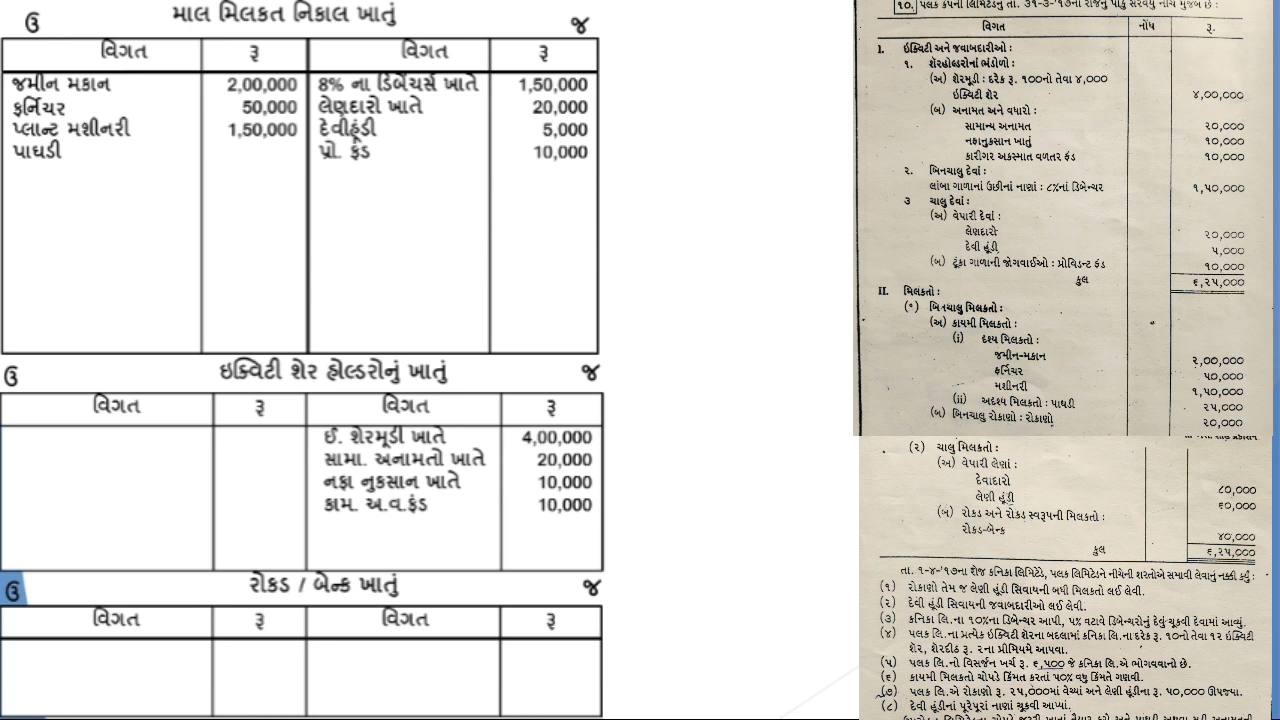 માલ મિલકત નિકાલ ખાતું
ઉ જ
વિગત રૂ વિગત રૂ
જમીન મકાન 2,00,000 8% ના ડિબેંચર્સ ખાતે 1,50,000
ફર્નિચર 50,000 લેણદારો ખાતે 20,000
પ્લાન્ટ મશીનરી 1,50,000 દેવીહૂંડી 5,000
પાઘડી પ્રો. ફંડ 10,000
ઉ ઇક્વિટી શેર હોલ્ડરોનું ખાતું જ
વિગત રૂ વિગત રૂ
ઈ. શેરમૂડી ખાતે 4,00,000
સામા. અનામતો ખાતે 20,000
નફા નુકસાન ખાતે 10,000
કામ. અ.વ.ફંડ 10,000
ઉ રોકડ / બેન્ક ખાતું જ
વિગત રૂ વિગત રૂ
૧૦. પલક કંપની લિમિટેડનું તા. ૩૧-૩-'૧૭ના રોજનું પાકું સરવૈયું નીચે મુજબ છે :
વિગત નોંધ રૂ.
I. ઇક્વિટી અને જવાબદારીઓ :
૧. શેરહોલ્ડરોનાં ભંડોળો :
(અ) શેરમૂડી : દરેક રૂ. ૧૦૦નો તેવા ૪,૦૦૦
ઇક્વિટી શેર ૪,૦૦,૦૦૦
(બ) અનામત અને વધારો :
સામાન્ય અનામત ૨૦,૦૦૦
નફાનુકસાન ખાતું ૧૦,૦૦૦
કારીગર અકસ્માત વળતર ફંડ ૧૦,૦૦૦
૨. બિનચાલુ દેવાં :
લાંબા ગાળાનાં ઉછીનાં નાણાં : ૮%નાં ડિબેન્ચર ૧,૫૦,૦૦૦
૩ ચાલુ દેવાં :
(અ) વેપારી દેવાં :
લેણદારો ૨૦,૦૦૦
દેવી હૂંડી ૫,૦૦૦
(બ) ટૂંકા ગાળાની જોગવાઈઓ : પ્રોવિડન્ટ ફંડ ૧૦,૦૦૦
કુલ ૬,૨૫,૦૦૦
II. મિલકતો :
(૧) બિનચાલુ મિલકતો :
(અ) કાયમી મિલકતો :
(i) દૃશ્ય મિલકતો :
જમીન-મકાન ૨,૦૦,૦૦૦
ફર્નિચર ૫૦,૦૦૦
મશીનરી ૧,૫૦,૦૦૦
(ii) અદૃશ્ય મિલકતો : પાઘડી ૨૫,૦૦૦
(બ) બિનચાલુ રોકાણો : રોકાણો ૨૦,૦૦૦
(૨) ચાલુ મિલકતો :
(અ) વેપારી લેણાં :
દેવાદારો ૮૦,૦૦૦
લેણી હૂંડી ૬૦,૦૦૦
(બ) રોકડ અને રોકડ સ્વરૂપની મિલકતો :
રોકડ-બેન્ક ૪૦,૦૦૦
કુલ ૬,૨૫,૦૦૦
તા. ૧-૪-'૧૭ના રોજ કનિકા લિમિટેડે, પલક લિમિટેડને નીચેની શરતોએ સમાવી લેવાનું નક્કી કર્યું :
(૧) રોકાણો તેમ જ લેણી હૂંડી સિવાયની બધી મિલકતો લઈ લેવી.
(૨) દેવી હૂંડી સિવાયની જવાબદારીઓ લઈ લેવી.
(૩) કનિકા લિ.ના ૧૦%ના ડિબેન્ચર આપી, ૫% વટાવે ડિબેન્ચરોનું દેવું ચૂકવી દેવામાં આવ્યું.
(૪) પલક લિ.ના પ્રત્યેક ઇક્વિટી શેરના બદલામાં કનિકા લિ.ના દરેક રૂ. ૧૦નો તેવા ૧૨ ઇક્વિટી
શેર, શેરદીઠ રૂ. ૨ના પ્રીમિયમે આપવા.
(૫) પલક લિ.નો વિસર્જન ખર્ચ રૂ. ૬,૫૦૦ જે કનિકા લિ.એ ભોગવવાનો છે.
(૬) કાયમી મિલકતો ચોપડે કિંમત કરતાં ૫૦% વધુ કિંમતે ગણવી.
(૭) પલક લિ.એ રોકાણો રૂ. ૨૫,૦૦૦માં વેચ્યાં અને લેણી હૂંડીના રૂ. ૫૦,૦૦૦ ઊપજ્યા.
(૮) દેવી હૂંડીનાં પૂરેપૂરાં નાણાં ચૂકવી આપ્યાં.